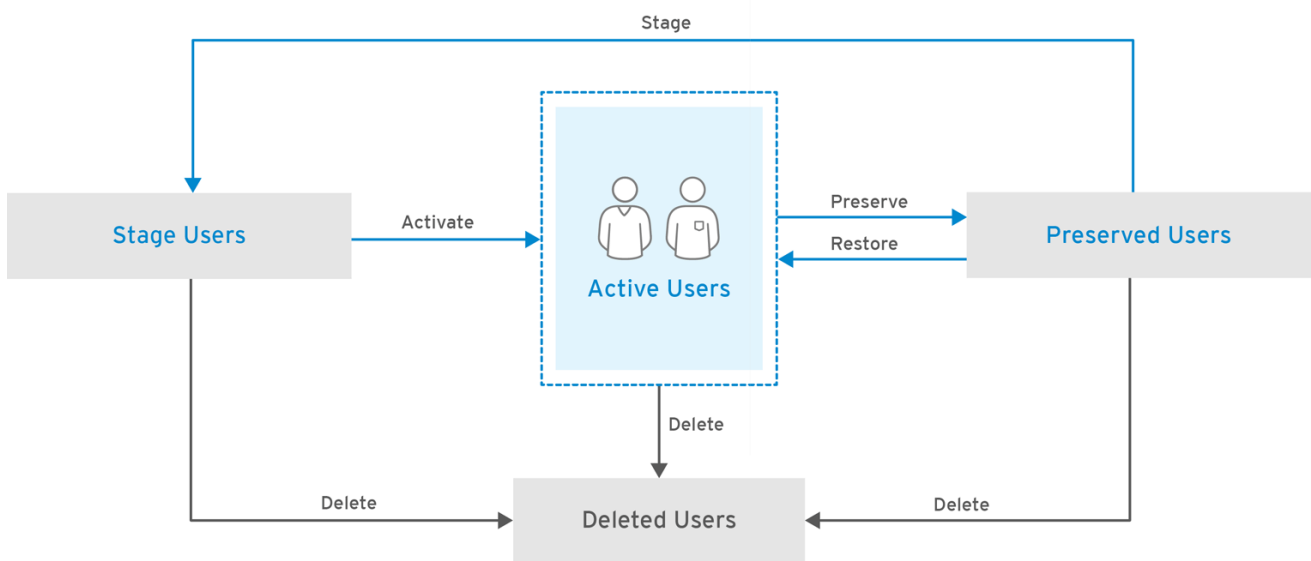 Stage
Stage Users
Activate
Active Users
Preserve
Restore
Preserved Users
Delete
Delete
Deleted Users
Delete